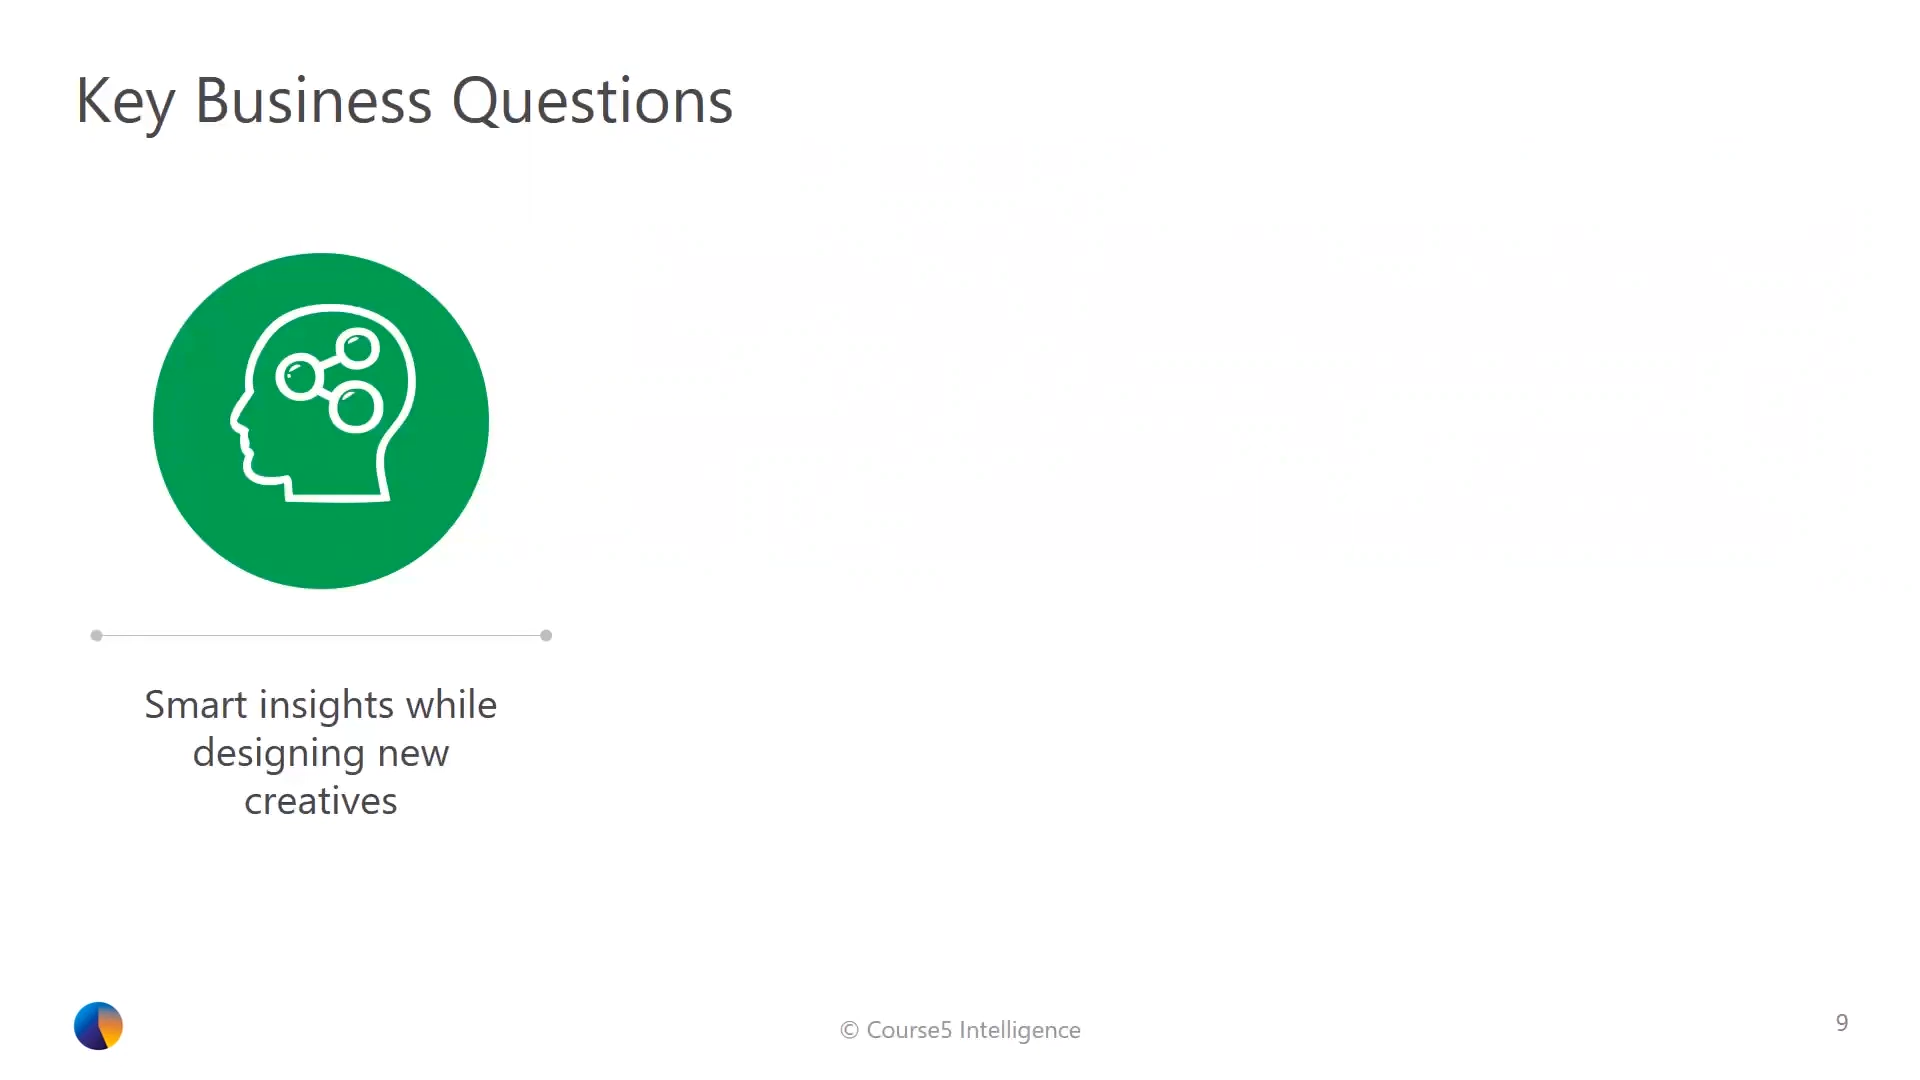 Key Business Questions
Smart insights while
designing new
creatives
© Course5 Intelligence
9